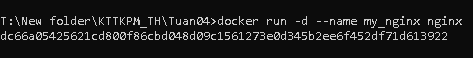 T:\New folder\KTTKPM_TH\Tuan04>docker run -d --name my_nginx nginx
dc66a05425621cd800f86cbd048d09c1561273e0d345b2ee6f452df71d613922